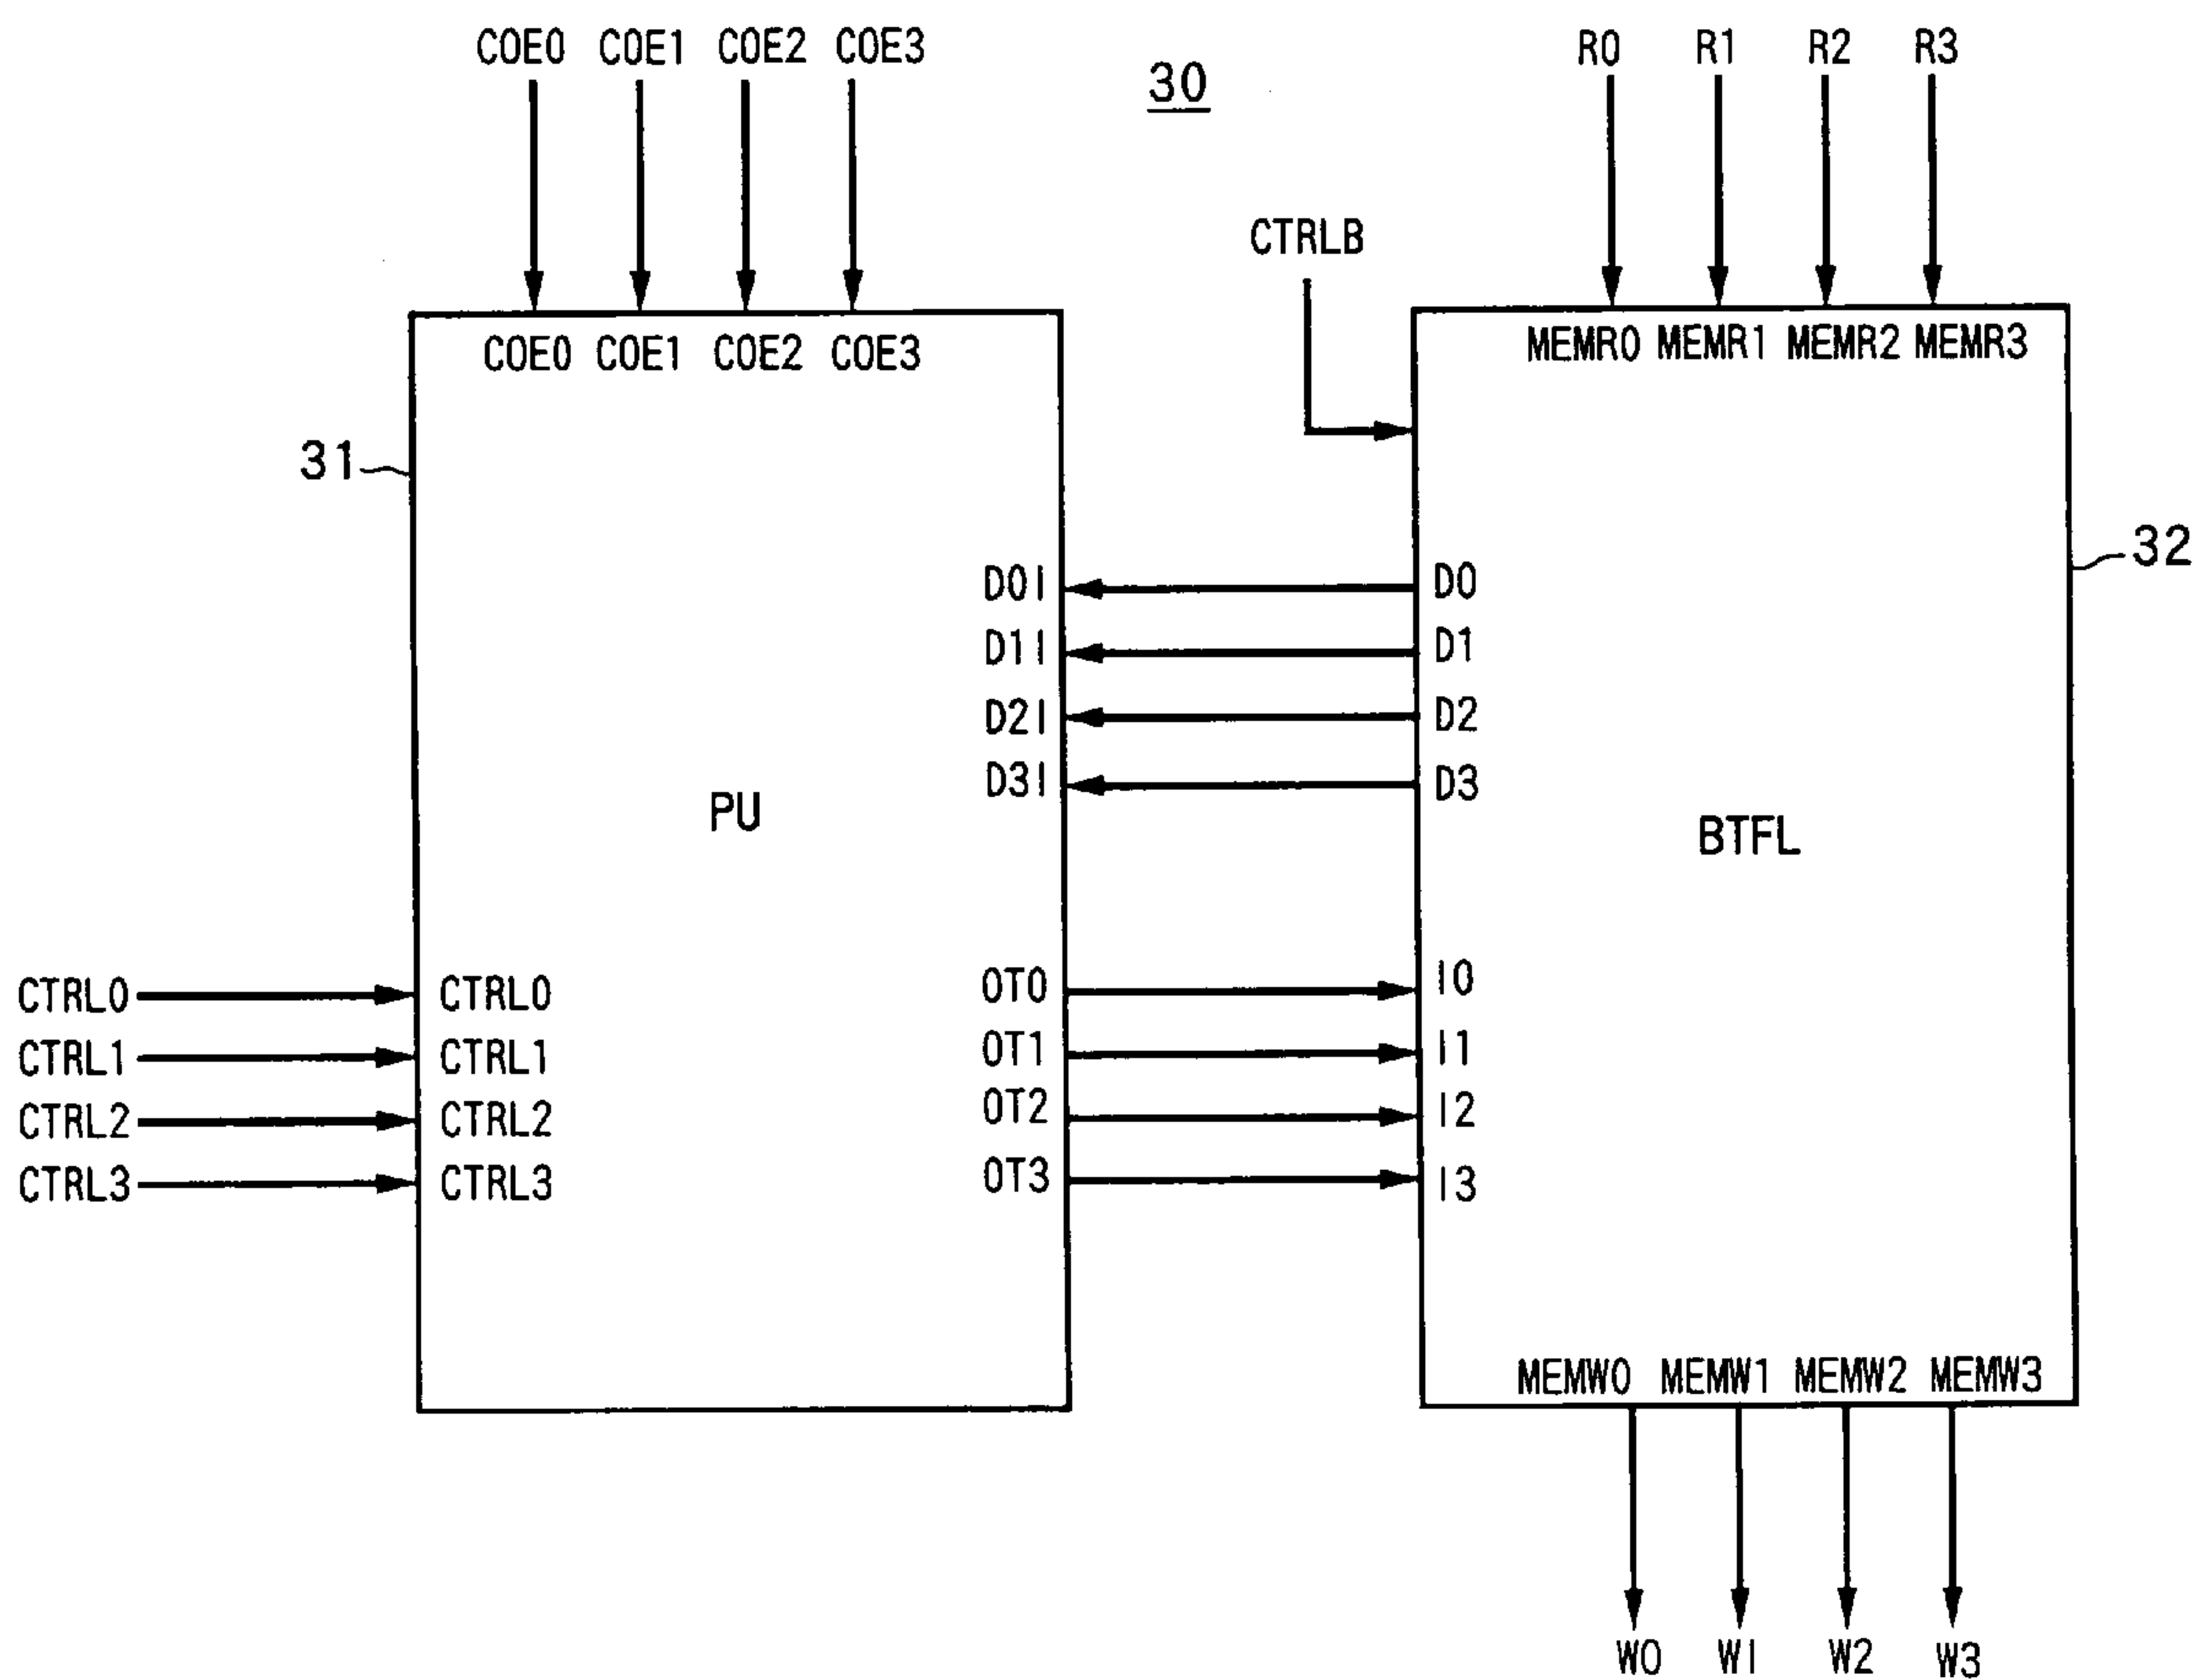 COE0 COE1 COE2 COE3
30
R0 R1 R2 R3
CTRLB
COE0 COE1 COE2 COE3
MEMR0 MEMR1 MEMR2 MEMR3
31
32
D0I D0
D1I D1
D2I D2
D3I D3
PU
BTFL
CTRL0 CTRL0 OT0 I0
CTRL1 CTRL1 OT1 I1
CTRL2 CTRL2 OT2 I2
CTRL3 CTRL3 OT3 I3
MEMW0 MEMW1 MEMW2 MEMW3
W0 W1 W2 W3